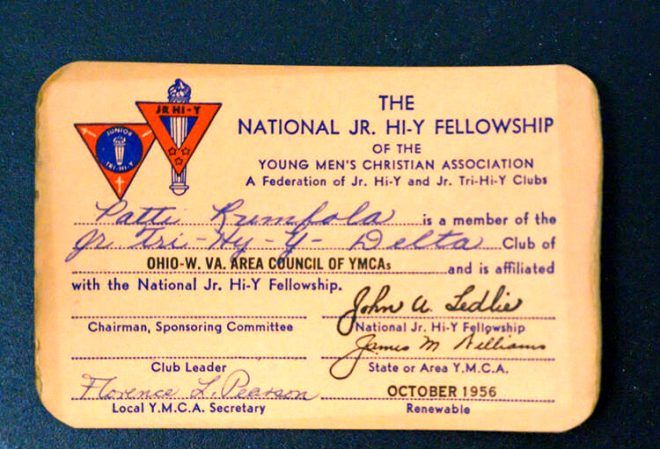 JR HI-Y
JUNIOR
TRI-HI-Y
THE
NATIONAL JR. HI-Y FELLOWSHIP
OF THE
YOUNG MEN'S CHRISTIAN ASSOCIATION
A Federation of Jr. Hi-Y and Jr. Tri-Hi-Y Clubs
Patti Rumfola is a member of the
Jr. Tri-Hy-Y- Delta Club of
OHIO-W. VA. AREA COUNCIL OF YMCAs and is affiliated
with the National Jr. Hi-Y Fellowship.
John A. Ledlie
Chairman, Sponsoring Committee National Jr. Hi-Y Fellowship
James M Williams
Club Leader State or Area Y.M.C.A.
Florence L. Pearson OCTOBER 1956
Local Y.M.C.A. Secretary Renewable